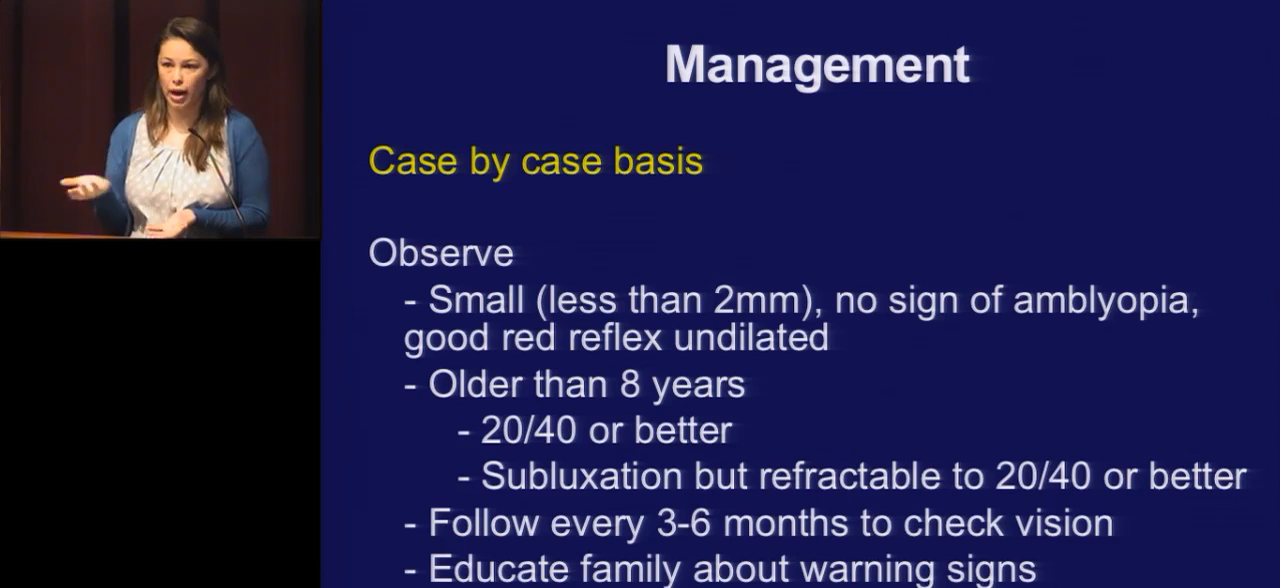 Management
Case by case basis
Observe
- Small (less than 2mm), no sign of amblyopia,
good red reflex undilated
- Older than 8 years
- 20/40 or better
- Subluxation but refractable to 20/40 or better
- Follow every 3-6 months to check vision
- Educate family about warning signs